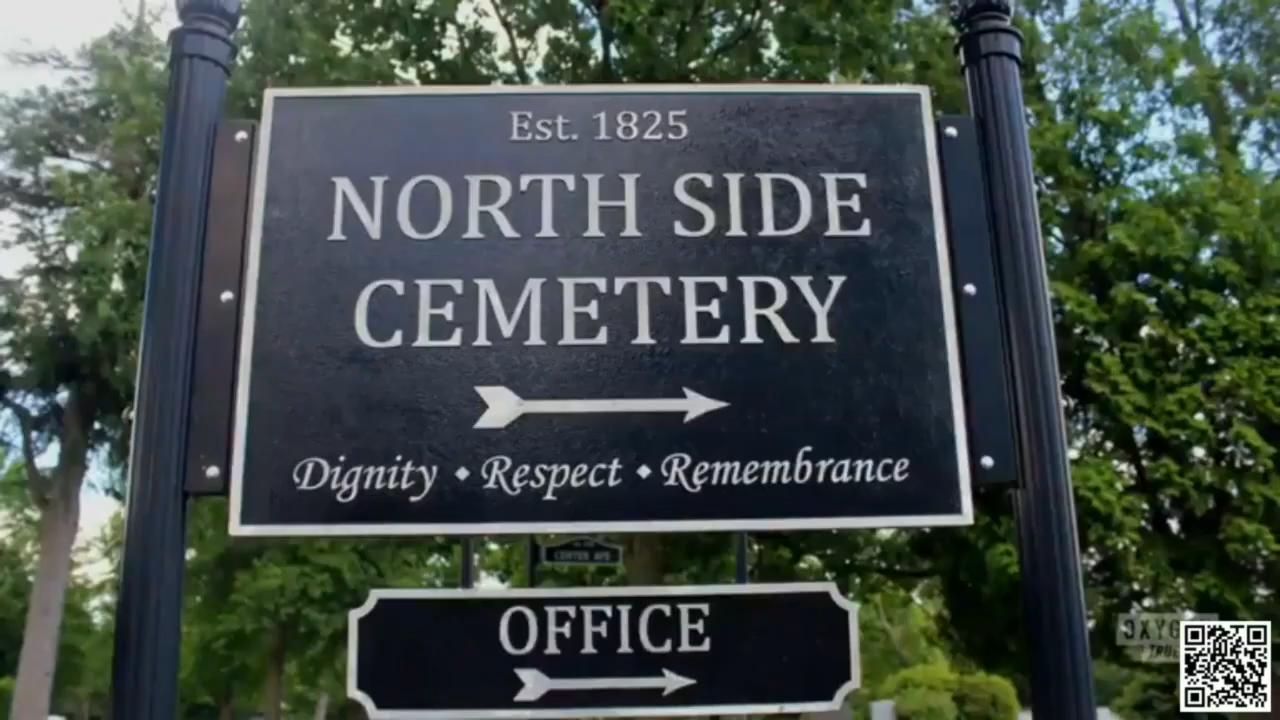 Est. 1825
NORTH SIDE
CEMETERY
Dignity • Respect • Remembrance
CENTER AVE
OFFICE